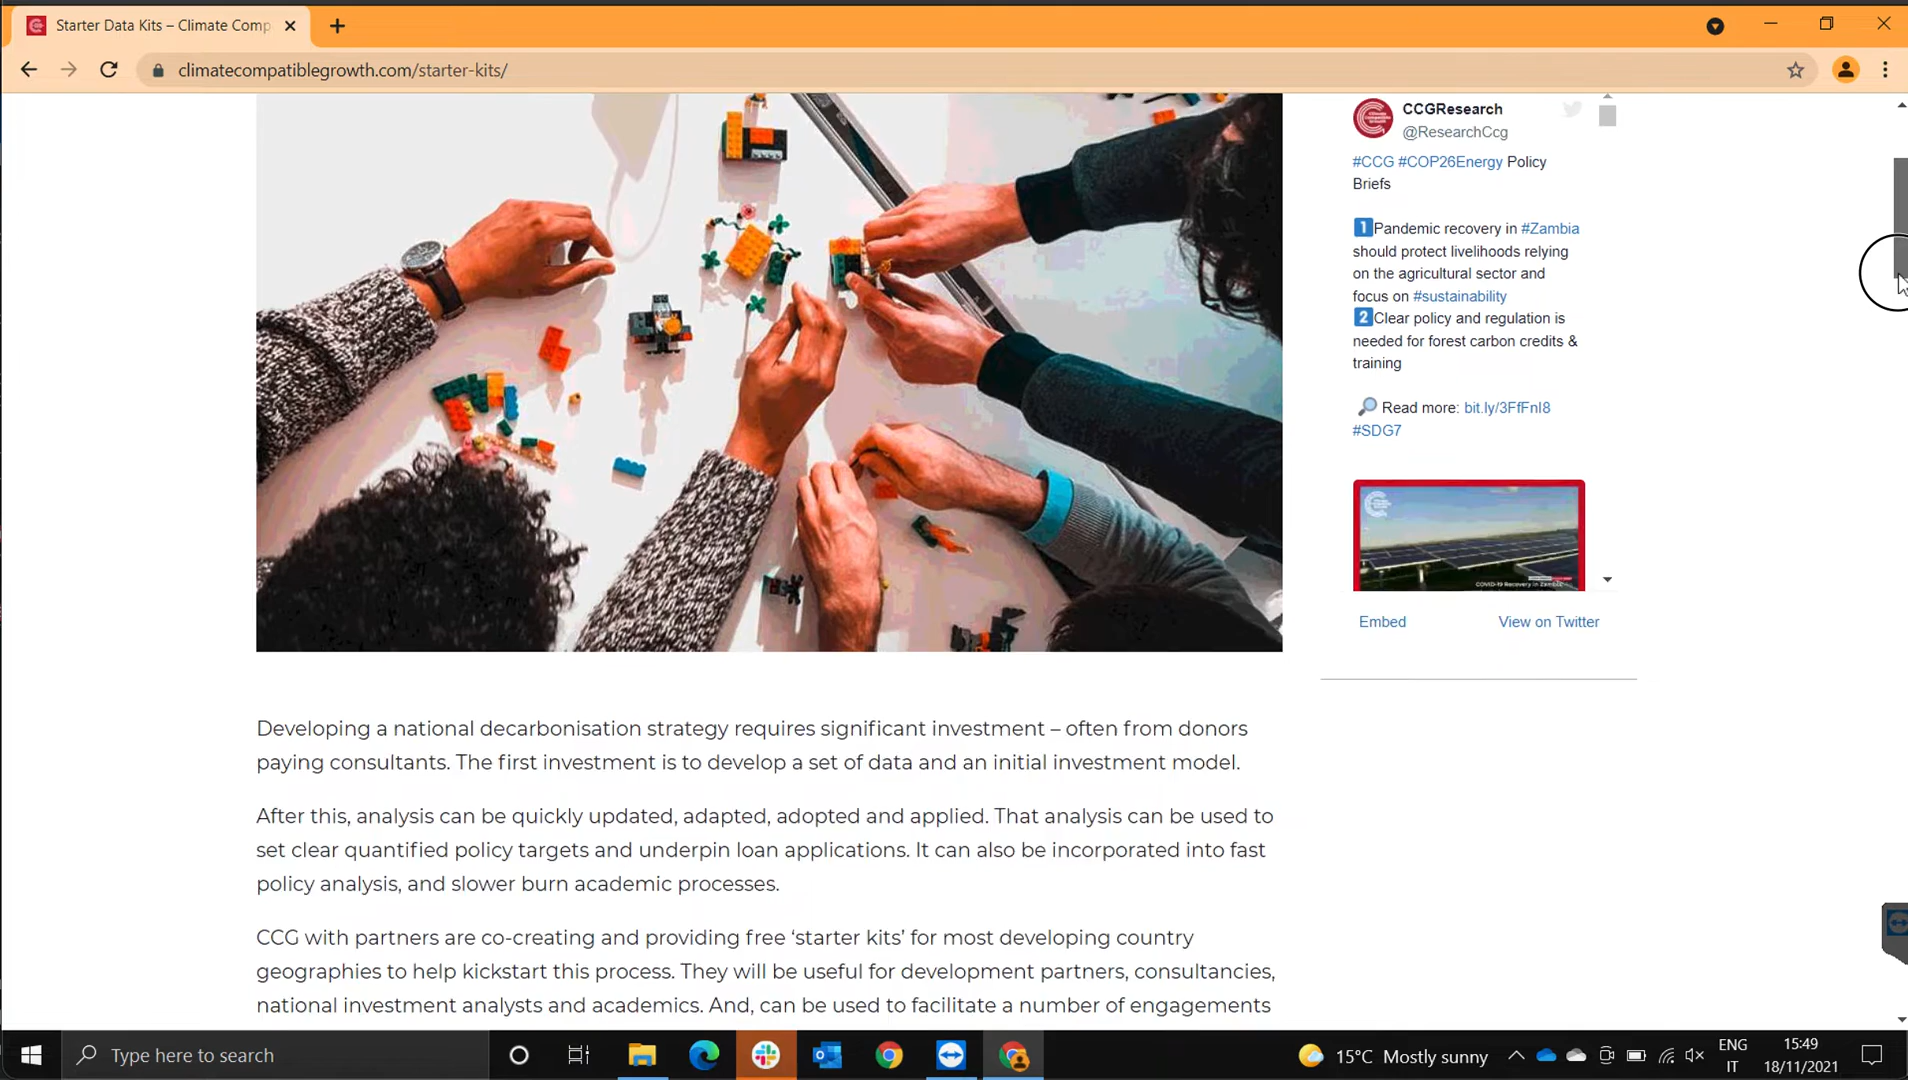 Starter Data Kits – Climate Comp
climatecompatiblegrowth.com/starter-kits/
CCGResearch
@ResearchCcg
#CCG #COP26Energy Policy
Briefs
1 Pandemic recovery in #Zambia
should protect livelihoods relying
on the agricultural sector and
focus on #sustainability
2 Clear policy and regulation is
needed for forest carbon credits &
training
Read more: bit.ly/3FfFnI8
#SDG7
COVID-19 Recovery in Zambia
Embed
View on Twitter
Developing a national decarbonisation strategy requires significant investment – often from donors
paying consultants. The first investment is to develop a set of data and an initial investment model.
After this, analysis can be quickly updated, adapted, adopted and applied. That analysis can be used to
set clear quantified policy targets and underpin loan applications. It can also be incorporated into fast
policy analysis, and slower burn academic processes.
CCG with partners are co-creating and providing free ‘starter kits’ for most developing country
geographies to help kickstart this process. They will be useful for development partners, consultancies,
national investment analysts and academics. And, can be used to facilitate a number of engagements
Type here to search
15°C Mostly sunny
ENG
IT
15:49
18/11/2021